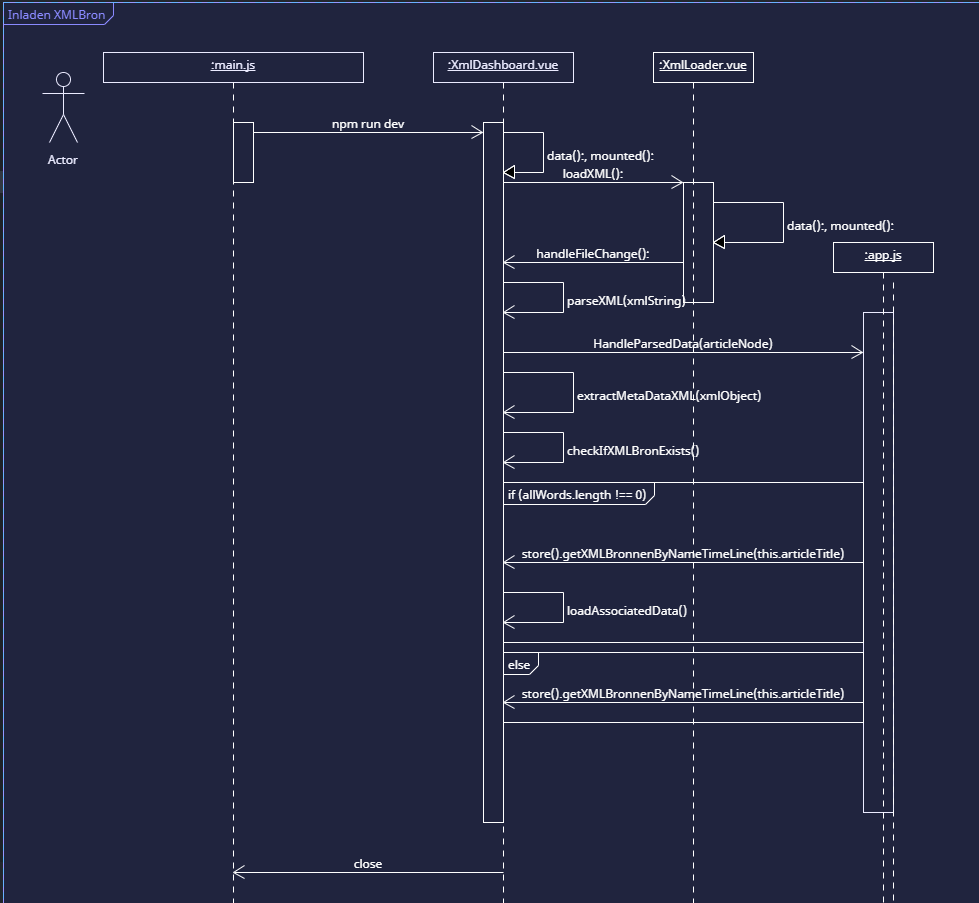 Inladen XMLBron
:main.js
:XmlDashboard.vue
:XmlLoader.vue
Actor
npm run dev
data():, mounted():
loadXML():
data():, mounted():
handleFileChange():
:app.js
parseXML(xmlString)
HandleParsedData(articleNode)
extractMetaDataXML(xmlObject)
checkIfXMLBronExists()
if (allWords.length !== 0)
store().getXMLBronnenByNameTimeLine(this.articleTitle)
loadAssociatedData()
else
store().getXMLBronnenByNameTimeLine(this.articleTitle)
close